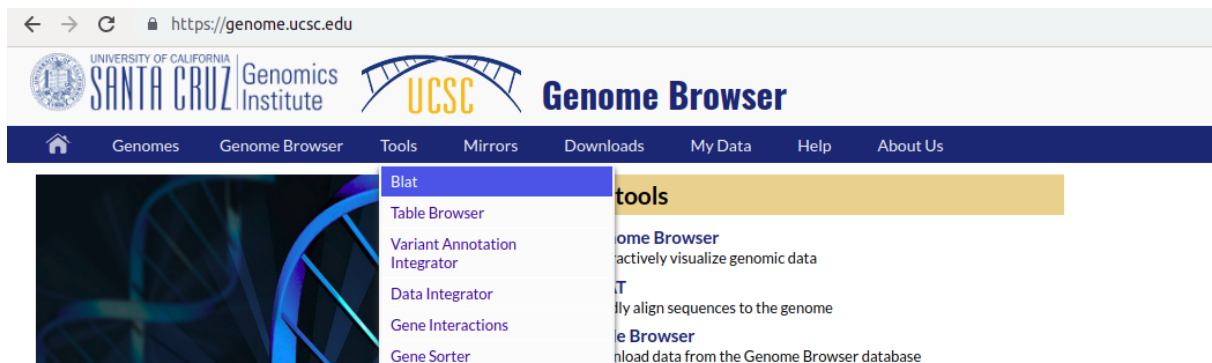 https://genome.ucsc.edu
UNIVERSITY OF CALIFORNIA
SANTA CRUZ
Genomics
Institute
UCSC
Genome Browser
Genomes Genome Browser Tools Mirrors Downloads My Data Help About Us
Blat
tools
Table Browser
ome Browser
Variant Annotation
Integrator
ractively visualize genomic data
Data Integrator
T
dly align sequences to the genome
Gene Interactions
le Browser
Gene Sorter
nload data from the Genome Browser database